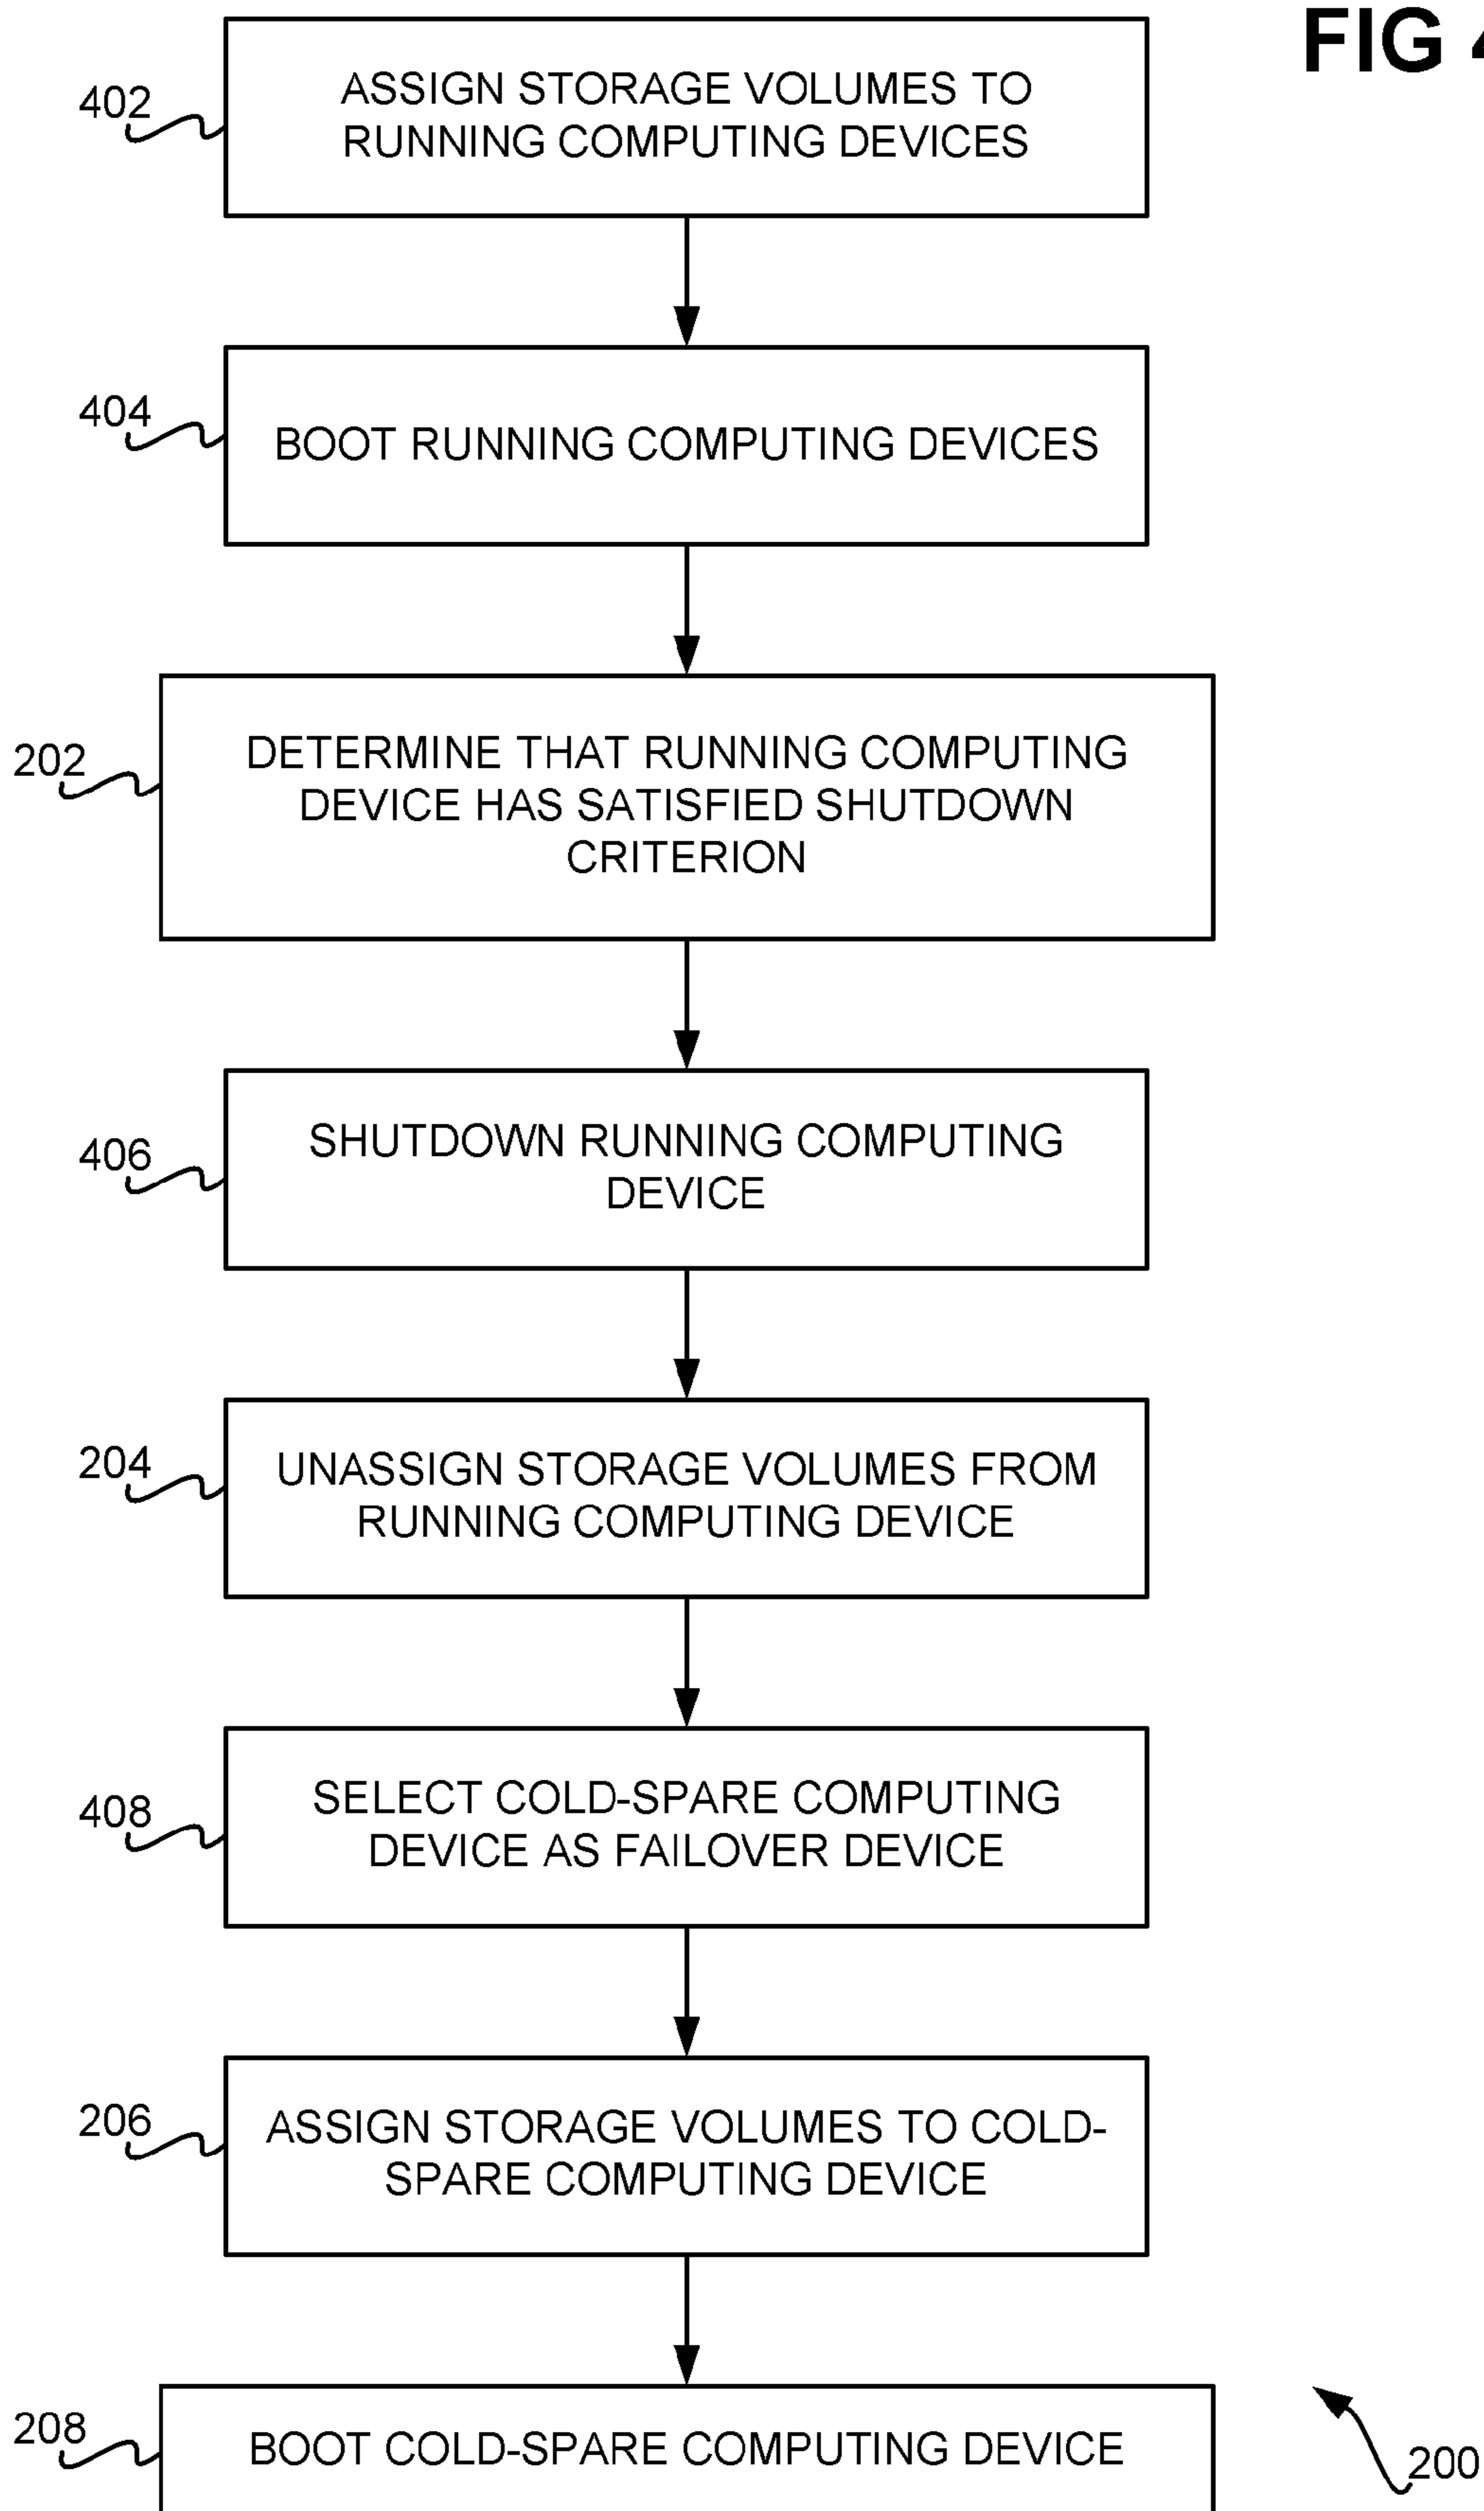 FIG 4
402
ASSIGN STORAGE VOLUMES TO
RUNNING COMPUTING DEVICES
404
BOOT RUNNING COMPUTING DEVICES
202
DETERMINE THAT RUNNING COMPUTING
DEVICE HAS SATISFIED SHUTDOWN
CRITERION
406
SHUTDOWN RUNNING COMPUTING
DEVICE
204
UNASSIGN STORAGE VOLUMES FROM
RUNNING COMPUTING DEVICE
408
SELECT COLD-SPARE COMPUTING
DEVICE AS FAILOVER DEVICE
206
ASSIGN STORAGE VOLUMES TO COLD-
SPARE COMPUTING DEVICE
208
BOOT COLD-SPARE COMPUTING DEVICE
200